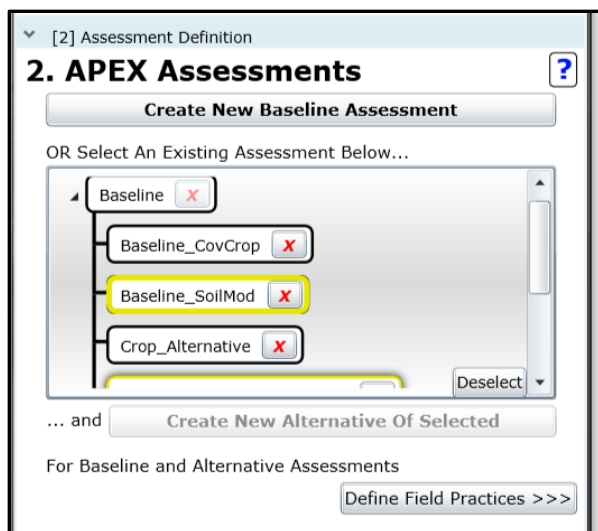 [2] Assessment Definition
2. APEX Assessments ?
Create New Baseline Assessment
OR Select An Existing Assessment Below...
Baseline X
Baseline_CovCrop X
Baseline_SoilMod X
Crop_Alternative X
Deselect
... and Create New Alternative Of Selected
For Baseline and Alternative Assessments
Define Field Practices >>>